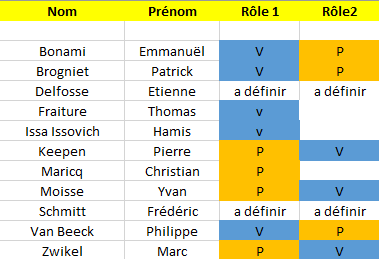 Nom Prénom Rôle 1 Rôle2
Bonami Emmanuël V P
Brogniet Patrick V P
Delfosse Etienne a définir a définir
Fraiture Thomas v
Issa Issovich Hamis v
Keepen Pierre P V
Maricq Christian P
Moisse Yvan P V
Schmitt Frédéric a définir a définir
Van Beeck Philippe V P
Zwikel Marc P V